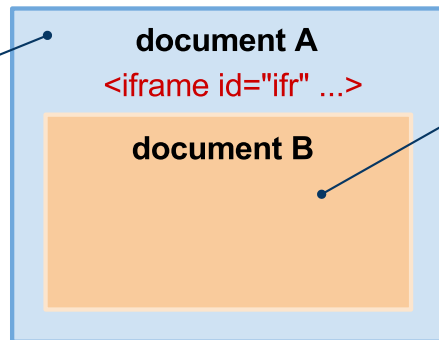 document A
<iframe id="ifr" ...>
document B